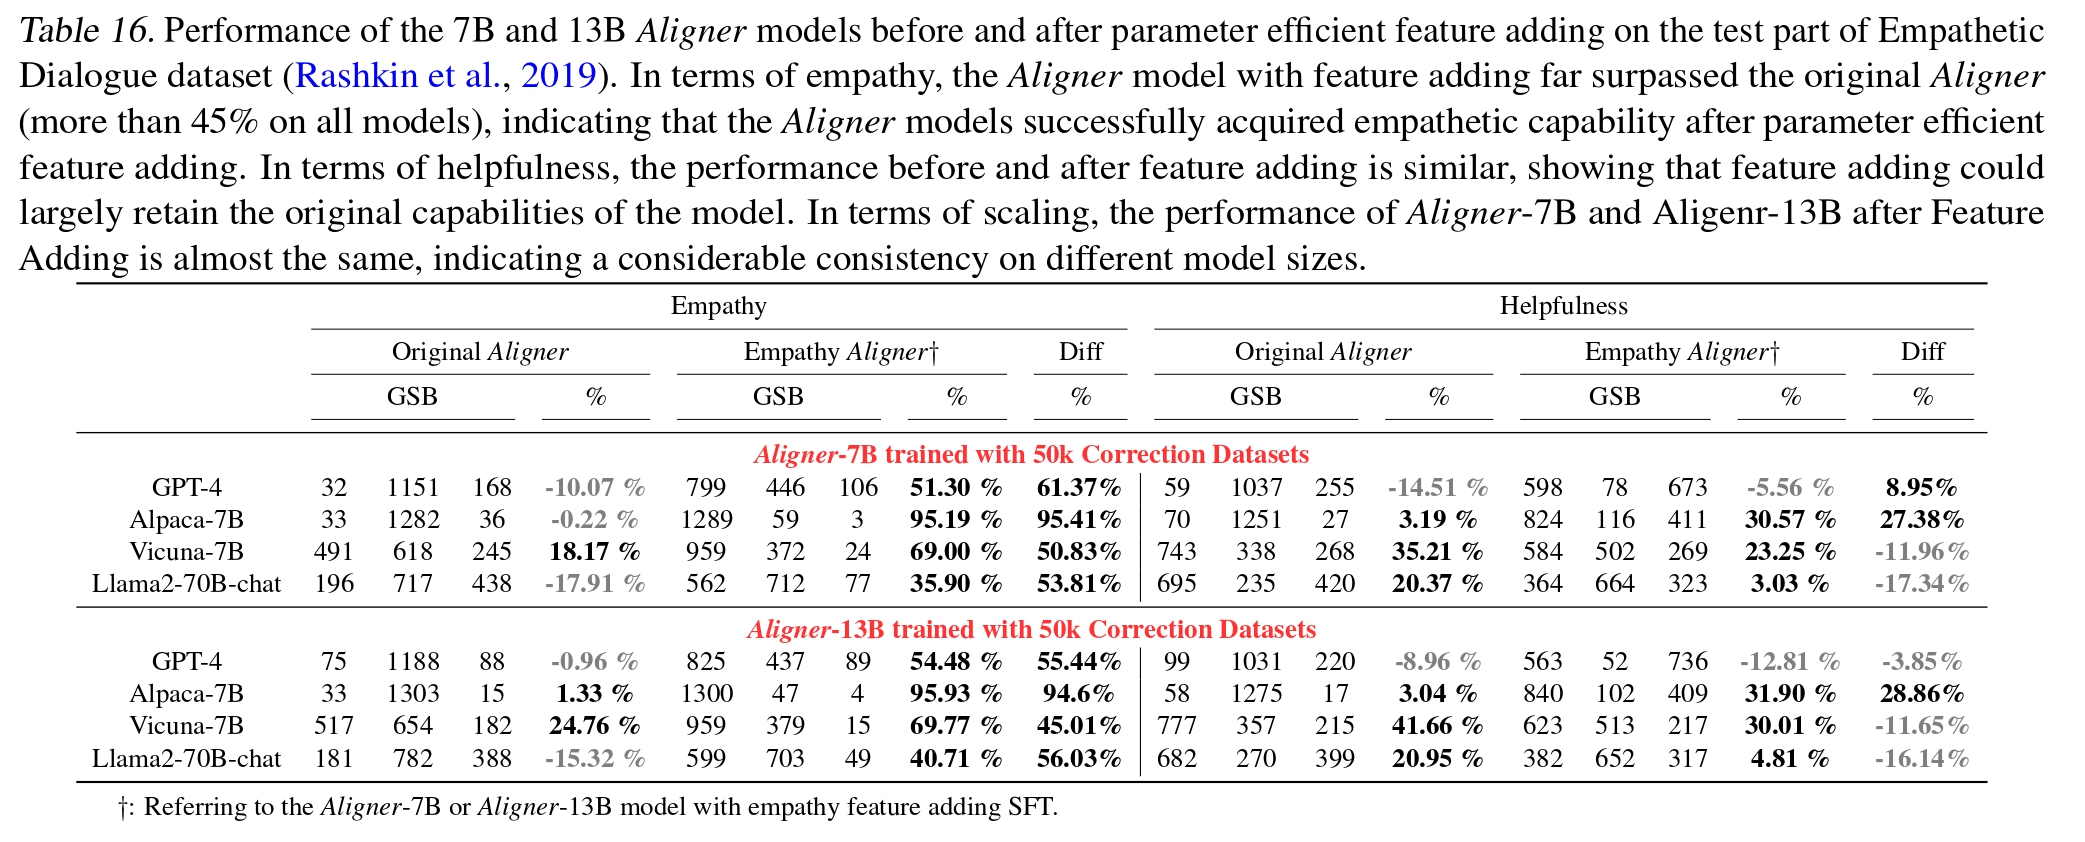 Table 16. Performance of the 7B and 13B Aligner models before and after parameter efficient feature adding on the test part of Empathetic
Dialogue dataset (Rashkin et al., 2019). In terms of empathy, the Aligner model with feature adding far surpassed the original Aligner
(more than 45% on all models), indicating that the Aligner models successfully acquired empathetic capability after parameter efficient
feature adding. In terms of helpfulness, the performance before and after feature adding is similar, showing that feature adding could
largely retain the original capabilities of the model. In terms of scaling, the performance of Aligner-7B and Aligenr-13B after Feature
Adding is almost the same, indicating a considerable consistency on different model sizes.
Empathy Helpfulness
Original Aligner Empathy Aligner† Diff Original Aligner Empathy Aligner† Diff
GSB % GSB % % GSB % GSB % %
Aligner-7B trained with 50k Correction Datasets
GPT-4 32 1151 168 -10.07 % 799 446 106 51.30 % 61.37% 59 1037 255 -14.51 % 598 78 673 -5.56 % 8.95%
Alpaca-7B 33 1282 36 -0.22 % 1289 59 3 95.19 % 95.41% 70 1251 27 3.19 % 824 116 411 30.57 % 27.38%
Vicuna-7B 491 618 245 18.17 % 959 372 24 69.00 % 50.83% 743 338 268 35.21 % 584 502 269 23.25 % -11.96%
Llama2-70B-chat 196 717 438 -17.91 % 562 712 77 35.90 % 53.81% 695 235 420 20.37 % 364 664 323 3.03 % -17.34%
Aligner-13B trained with 50k Correction Datasets
GPT-4 75 1188 88 -0.96 % 825 437 89 54.48 % 55.44% 99 1031 220 -8.96 % 563 52 736 -12.81 % -3.85%
Alpaca-7B 33 1303 15 1.33 % 1300 47 4 95.93 % 94.6% 58 1275 17 3.04 % 840 102 409 31.90 % 28.86%
Vicuna-7B 517 654 182 24.76 % 959 379 15 69.77 % 45.01% 777 357 215 41.66 % 623 513 217 30.01 % -11.65%
Llama2-70B-chat 181 782 388 -15.32 % 599 703 49 40.71 % 56.03% 682 270 399 20.95 % 382 652 317 4.81 % -16.14%
†: Referring to the Aligner-7B or Aligner-13B model with empathy feature adding SFT.